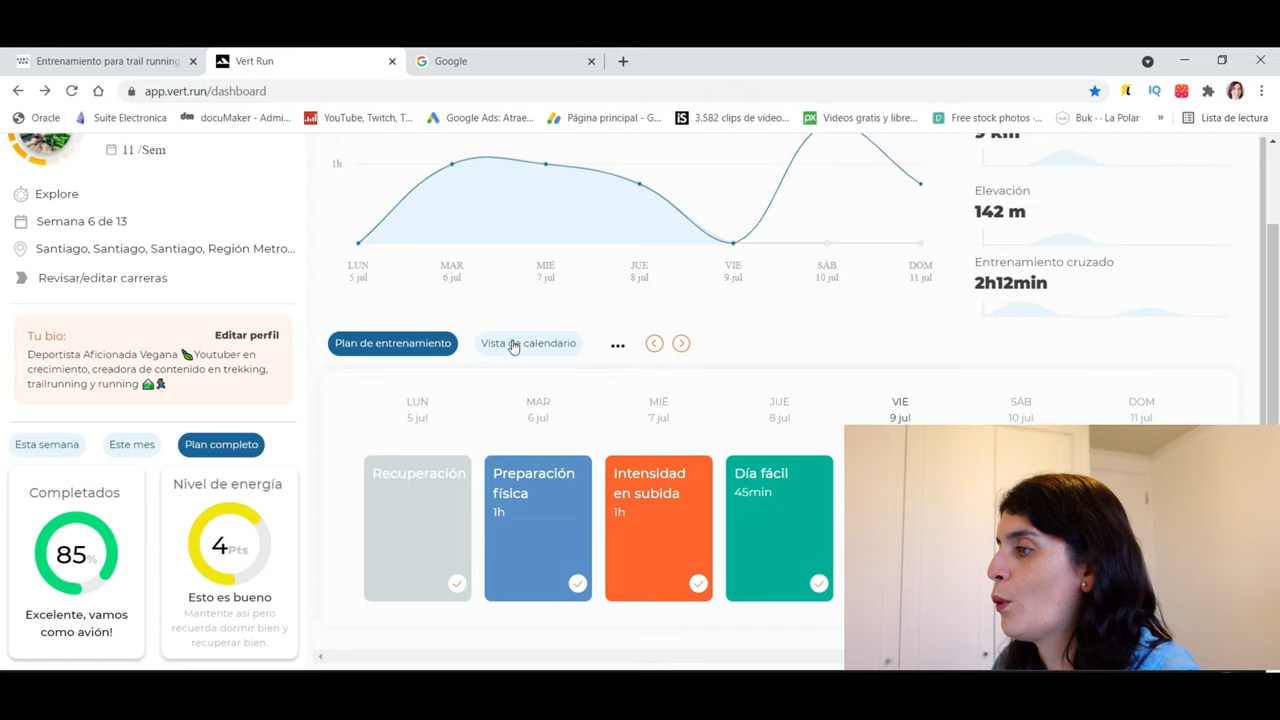 Entrenamiento para trail running
Vert Run
Google
app.vert.run/dashboard
Oracle
Suite Electronica
docuMaker - Admi...
YouTube, Twitch, T...
Google Ads: Atrae...
Página principal - G...
3.582 clips de vídeo...
Videos gratis y libre...
Free stock photos - ...
Buk · · La Polar
»
Lista de lectura
11 /Sem
Explore
Semana 6 de 13
Santiago, Santiago, Santiago, Región Metro...
Revisar/editar carreras
Tu bio:
Editar perfil
Deportista Aficionada Vegana Youtuber en
crecimiento, creadora de contenido en trekking,
trailrunning y running
Esta semana
Este mes
Plan completo
Completados
85%
Excelente, vamos
como avión!
Nivel de energía
4Pts
Esto es bueno
Mantente así pero
recuerda dormir bien y
recuperar bien.
1h
LUN
5 jul
MAR
6 jul
MIÉ
7 jul
JUE
8 jul
VIE
9 jul
SÁB
10 jul
DOM
11 jul
9 km
Elevación
142 m
Entrenamiento cruzado
2h12min
Plan de entrenamiento
Vista de calendario
LUN
5 jul
MAR
6 jul
MIÉ
7 jul
JUE
8 jul
VIE
9 jul
SÁB
10 jul
DOM
11 jul
Recuperación
Preparación
física
1h
Intensidad
en subida
1h
Día fácil
45min